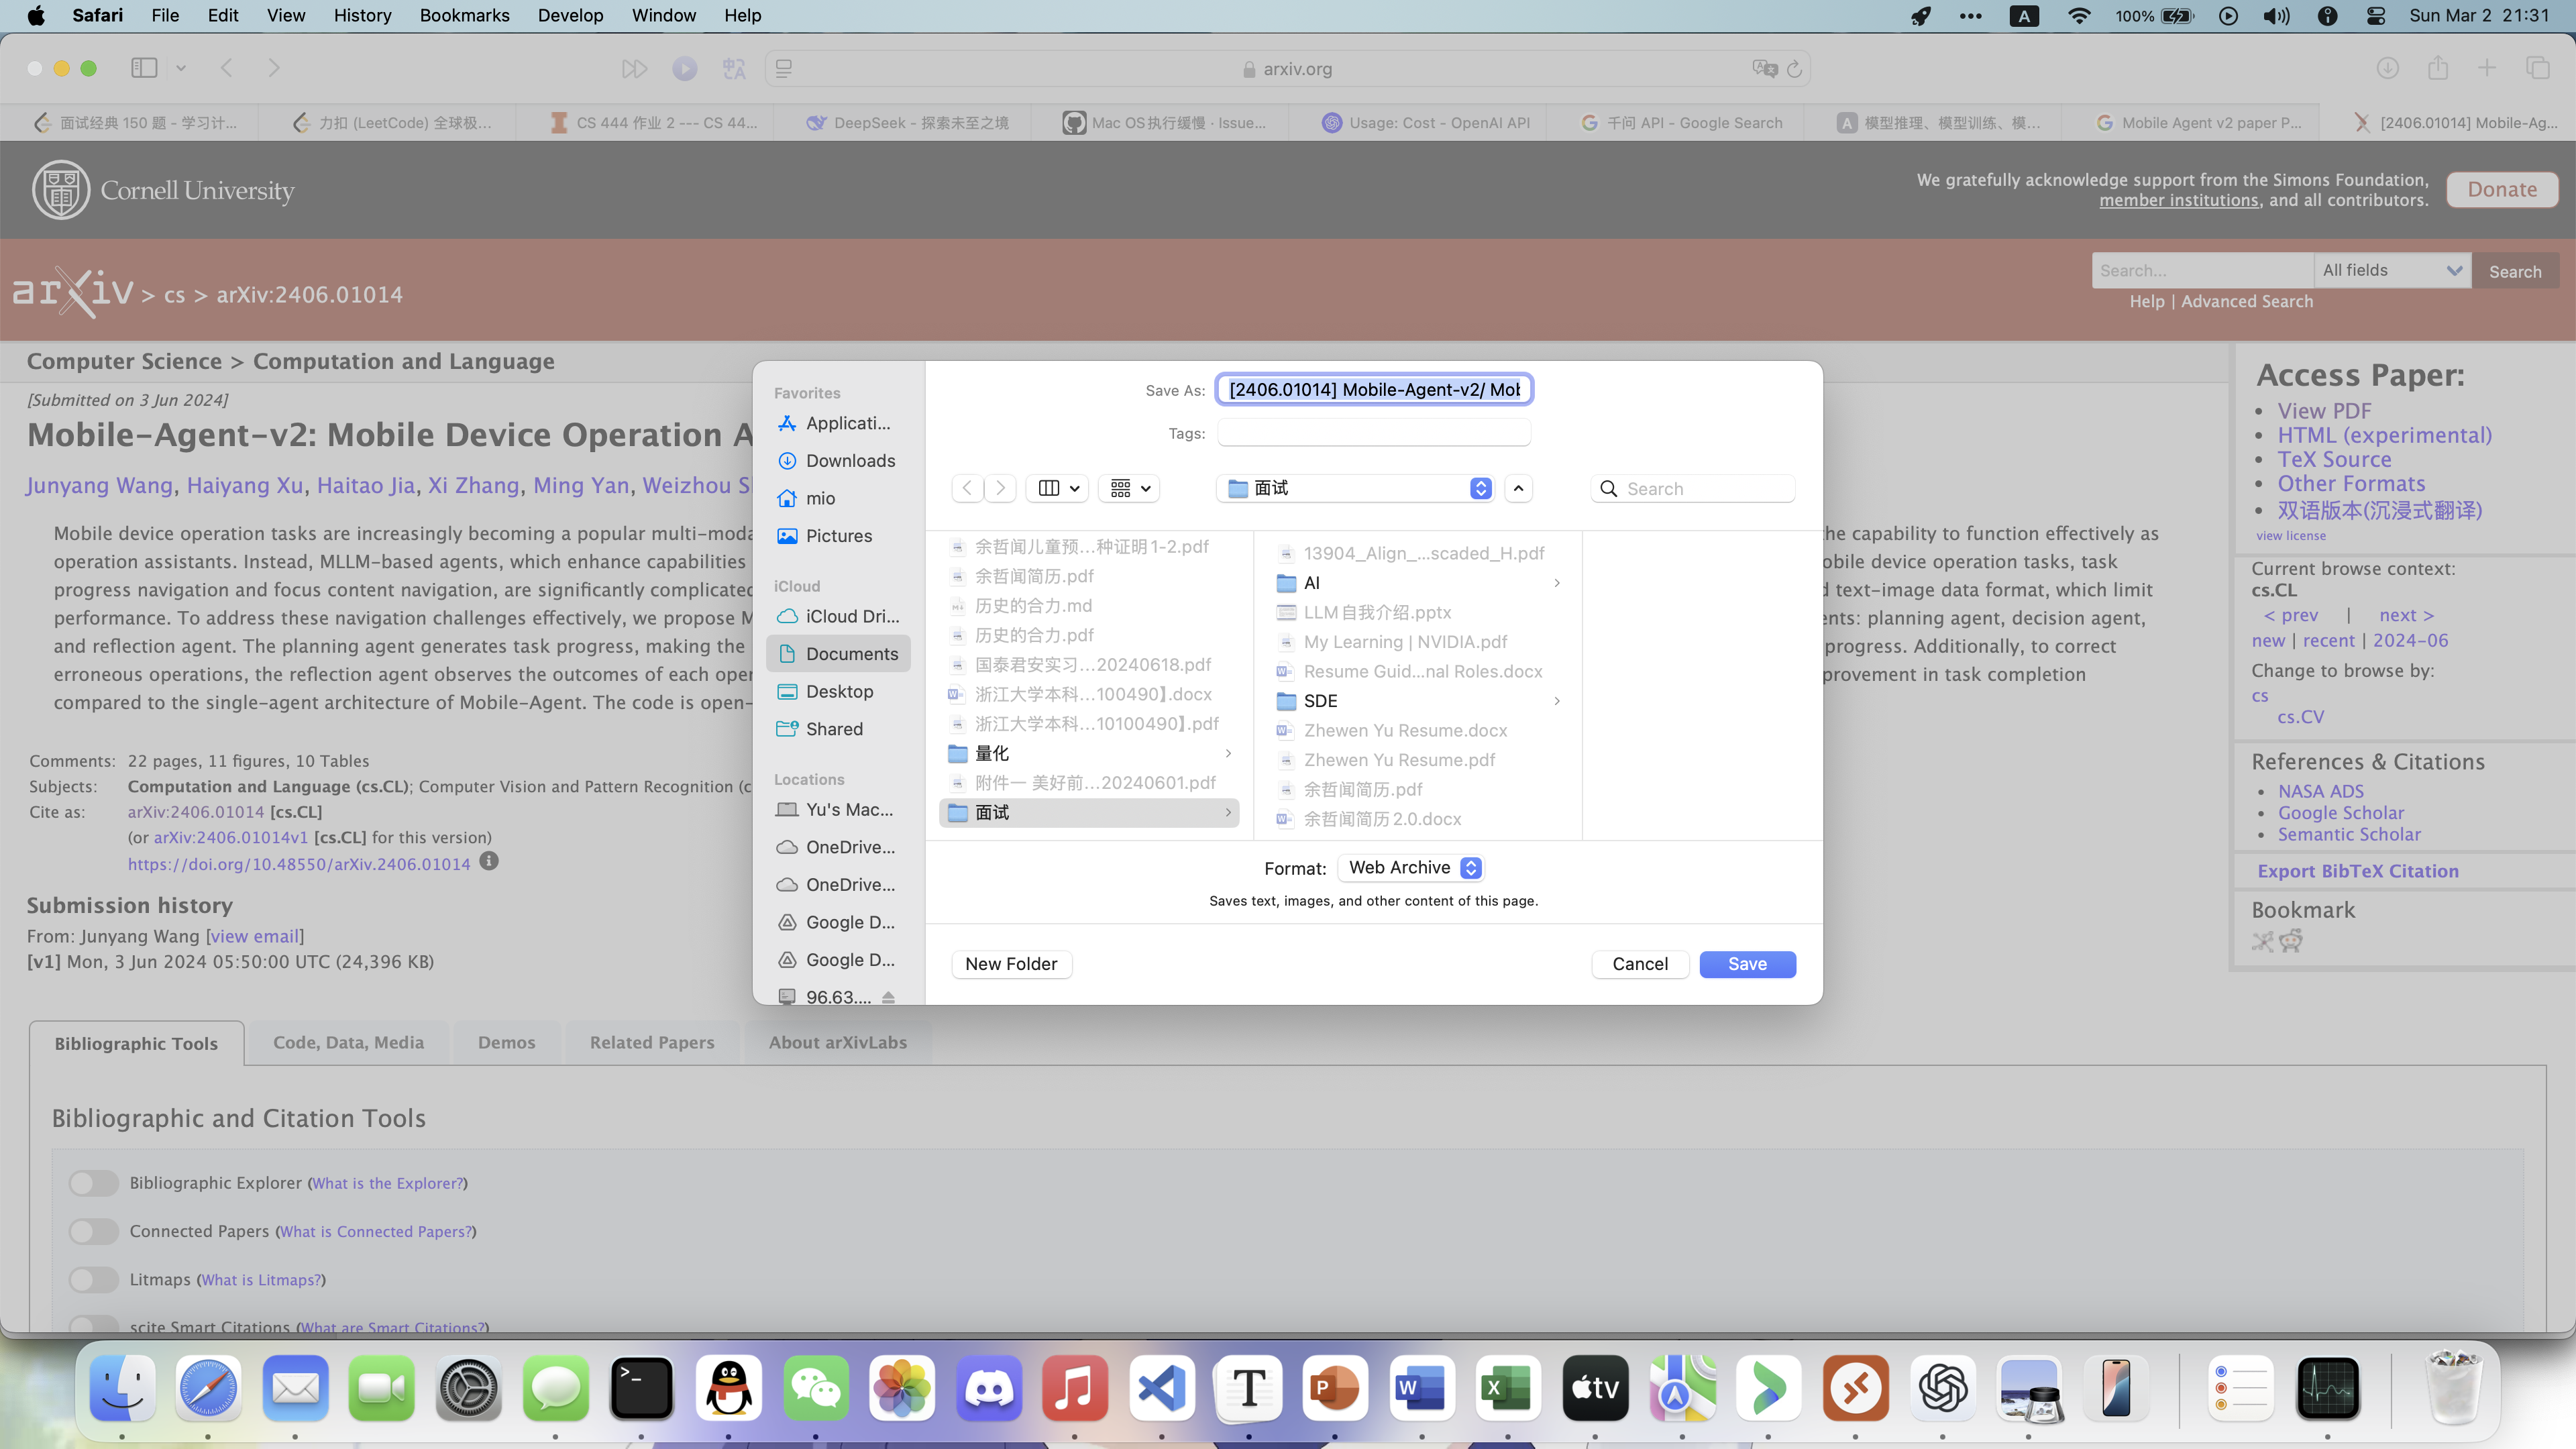 Safari File Edit View History Bookmarks Develop Window Help
A 100% Sun Mar 2 21:31
arxiv.org
面试经典 150 题 - 学习计...
力扣 (LeetCode) 全球极...
CS 444 作业 2 --- CS 44...
DeepSeek - 探索未至之境
Mac OS执行缓慢 · Issue...
Usage: Cost - OpenAI API
千问 API - Google Search
模型推理、模型训练、模...
Mobile Agent v2 paper P...
[2406.01014] Mobile-Ag...
Cornell University
We gratefully acknowledge support from the Simons Foundation,
member institutions, and all contributors.
Donate
arXiv > cs > arXiv:2406.01014
Search...
All fields
Search
Help | Advanced Search
Computer Science > Computation and Language
[Submitted on 3 Jun 2024]
Mobile-Agent-v2: Mobile Device Operation A
Junyang Wang, Haiyang Xu, Haitao Jia, Xi Zhang, Ming Yan, Weizhou S
Mobile device operation tasks are increasingly becoming a popular multi-moda
operation assistants. Instead, MLLM-based agents, which enhance capabilities
progress navigation and focus content navigation, are significantly complicated
performance. To address these navigation challenges effectively, we propose M
and reflection agent. The planning agent generates task progress, making the
erroneous operations, the reflection agent observes the outcomes of each oper
compared to the single-agent architecture of Mobile-Agent. The code is open-
he capability to function effectively as
obile device operation tasks, task
d text-image data format, which limit
ents: planning agent, decision agent,
progress. Additionally, to correct
provement in task completion
Comments: 22 pages, 11 figures, 10 Tables
Subjects: Computation and Language (cs.CL); Computer Vision and Pattern Recognition (c
Cite as: arXiv:2406.01014 [cs.CL]
(or arXiv:2406.01014v1 [cs.CL] for this version)
https://doi.org/10.48550/arXiv.2406.01014
Submission history
From: Junyang Wang [view email]
[v1] Mon, 3 Jun 2024 05:50:00 UTC (24,396 KB)
Favorites
Applicati...
Downloads
mio
Pictures
iCloud
iCloud Dri...
Documents
Desktop
Shared
Locations
Yu's Mac...
OneDrive...
OneDrive...
Google D...
Google D...
96.63....
Save As: [2406.01014] Mobile-Agent-v2/ Mob
Tags:
面试
Search
余哲闻儿童预...种证明1-2.pdf
余哲闻简历.pdf
历史的合力.md
历史的合力.pdf
国泰君安实习...20240618.pdf
浙江大学本科...100490】.docx
浙江大学本科...10100490】.pdf
量化
附件一 美好前...20240601.pdf
面试
13904_Align_...scaded_H.pdf
AI
LLM自我介绍.pptx
My Learning | NVIDIA.pdf
Resume Guid...nal Roles.docx
SDE
Zhewen Yu Resume.docx
Zhewen Yu Resume.pdf
余哲闻简历.pdf
余哲闻简历2.0.docx
Format: Web Archive
Saves text, images, and other content of this page.
New Folder
Cancel
Save
Access Paper:
View PDF
HTML (experimental)
TeX Source
Other Formats
双语版本(沉浸式翻译)
view license
Current browse context:
cs.CL
< prev | next >
new | recent | 2024-06
Change to browse by:
cs
cs.CV
References & Citations
NASA ADS
Google Scholar
Semantic Scholar
Export BibTeX Citation
Bookmark
Bibliographic Tools
Code, Data, Media
Demos
Related Papers
About arXivLabs
Bibliographic and Citation Tools
Bibliographic Explorer (What is the Explorer?)
Connected Papers (What is Connected Papers?)
Litmaps (What is Litmaps?)
scite Smart Citations (What are Smart Citations?)